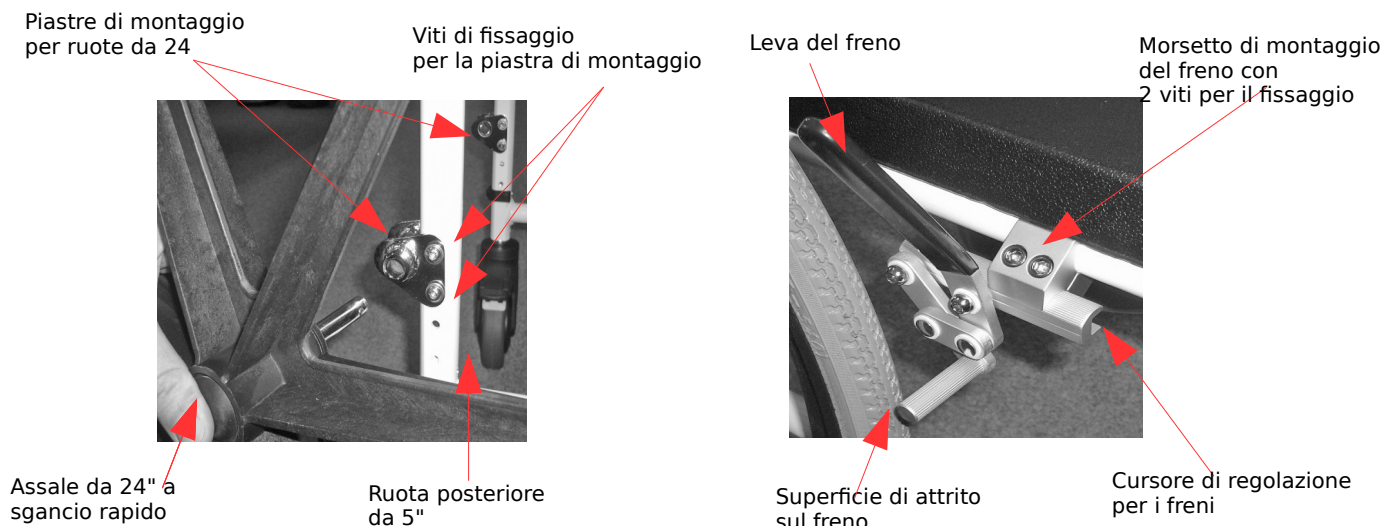 Piastre di montaggio
per ruote da 24
Viti di fissaggio
per la piastra di montaggio
Leva del freno
Morsetto di montaggio
del freno con
2 viti per il fissaggio
Assale da 24" a
sgancio rapido
Ruota posteriore
da 5"
Superficie di attrito
sul freno
Cursore di regolazione
per i freni